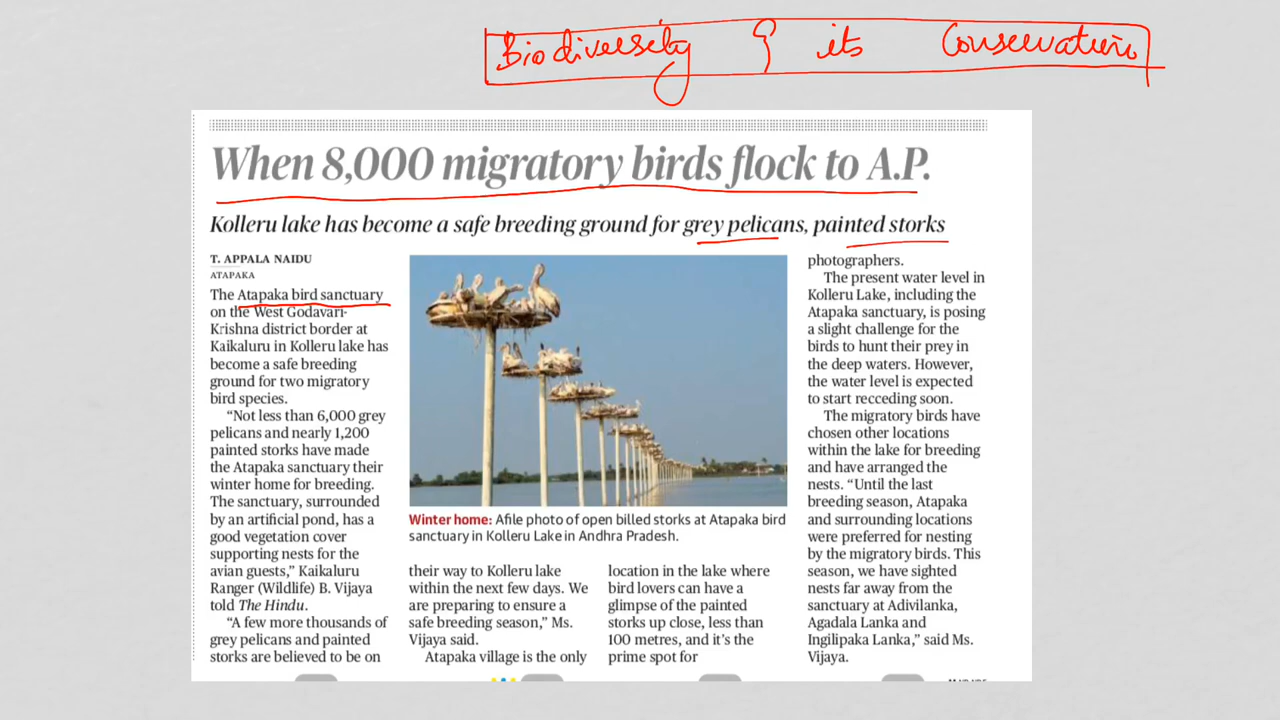 Biodiversity & its Conservation
When 8,000 migratory birds flock to A.P.
Kolleru lake has become a safe breeding ground for grey pelicans, painted storks
T. APPALA NAIDU
ATAPAKA
The Atapaka bird sanctuary
on the West Godavari-
Krishna district border at
Kaikaluru in Kolleru lake has
become a safe breeding
ground for two migratory
bird species.
“Not less than 6,000 grey
pelicans and nearly 1,200
painted storks have made
the Atapaka sanctuary their
winter home for breeding.
The sanctuary, surrounded
by an artificial pond, has a
good vegetation cover
supporting nests for the
avian guests,” Kaikaluru
Ranger (Wildlife) B. Vijaya
told The Hindu.
“A few more thousands of
grey pelicans and painted
storks are believed to be on
Winter home: Afile photo of open billed storks at Atapaka bird
sanctuary in Kolleru Lake in Andhra Pradesh.
their way to Kolleru lake
within the next few days. We
are preparing to ensure a
safe breeding season,” Ms.
Vijaya said.
Atapaka village is the only
location in the lake where
bird lovers can have a
glimpse of the painted
storks up close, less than
100 metres, and it’s the
prime spot for
photographers.
The present water level in
Kolleru Lake, including the
Atapaka sanctuary, is posing
a slight challenge for the
birds to hunt their prey in
the deep waters. However,
the water level is expected
to start recceding soon.
The migratory birds have
chosen other locations
within the lake for breeding
and have arranged the
nests. “Until the last
breeding season, Atapaka
and surrounding locations
were preferred for nesting
by the migratory birds. This
season, we have sighted
nests far away from the
sanctuary at Adivilanka,
Agadala Lanka and
Ingilipaka Lanka,” said Ms.
Vijaya.